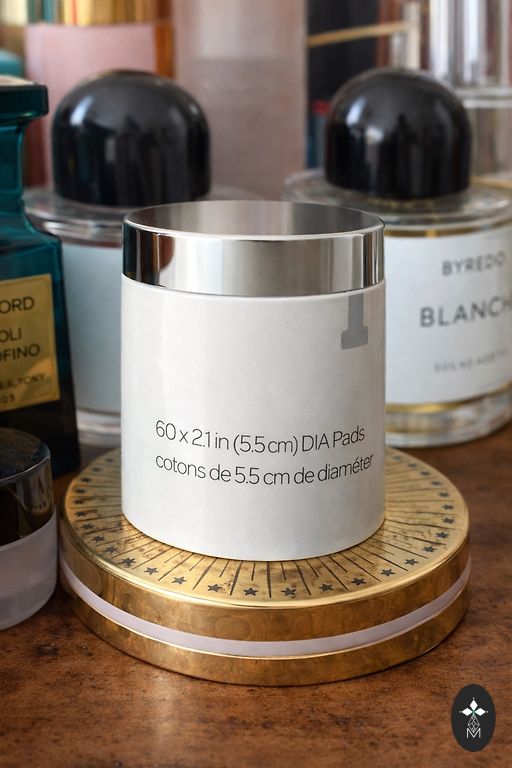 BYREDO
BLANCH
ORD
OLI
OFINO
60 x 2.1 in (5.5 cm) DIA Pads
cotons de 5.5 cm de diaméter
M